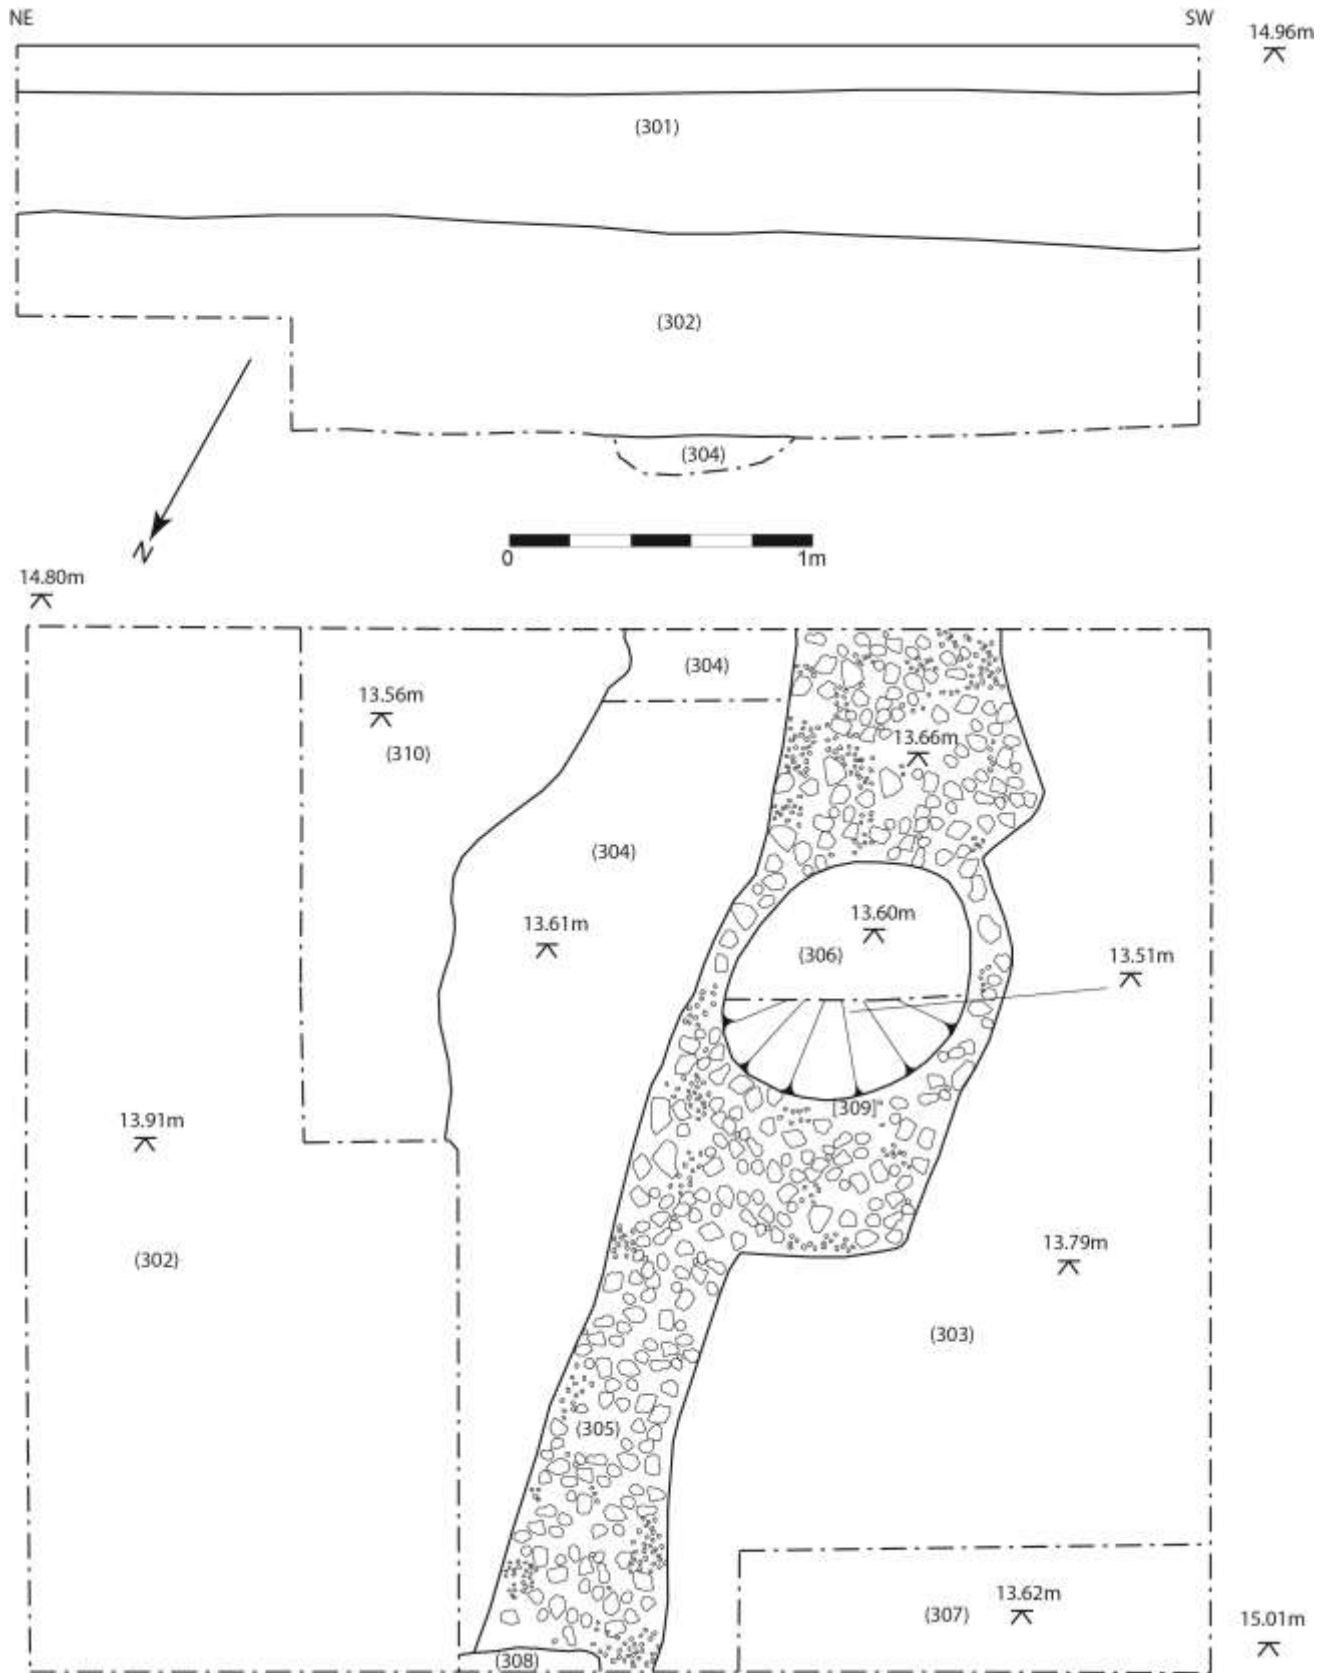 NE
SW
14.96m
(301)
(302)
(304)
N
0
1m
14.80m
(304)
13.56m
13.66m
(310)
(304)
13.60m
13.61m
(306)
13.51m
[309]
13.91m
13.79m
(302)
(303)
(305)
13.62m
(307)
15.01m
(308)